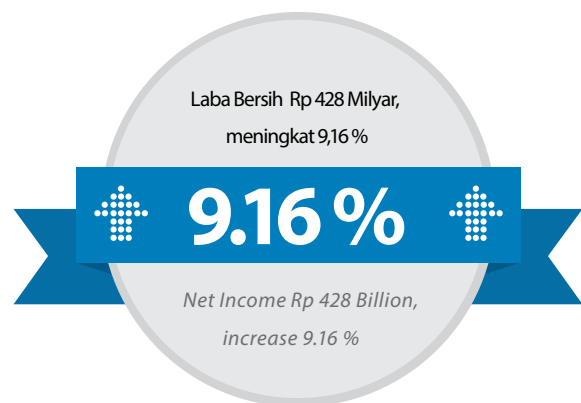 Laba Bersih Rp 428 Milyar,
meningkat 9,16 %
9.16 %
Net Income Rp 428 Billion,
increase 9.16 %